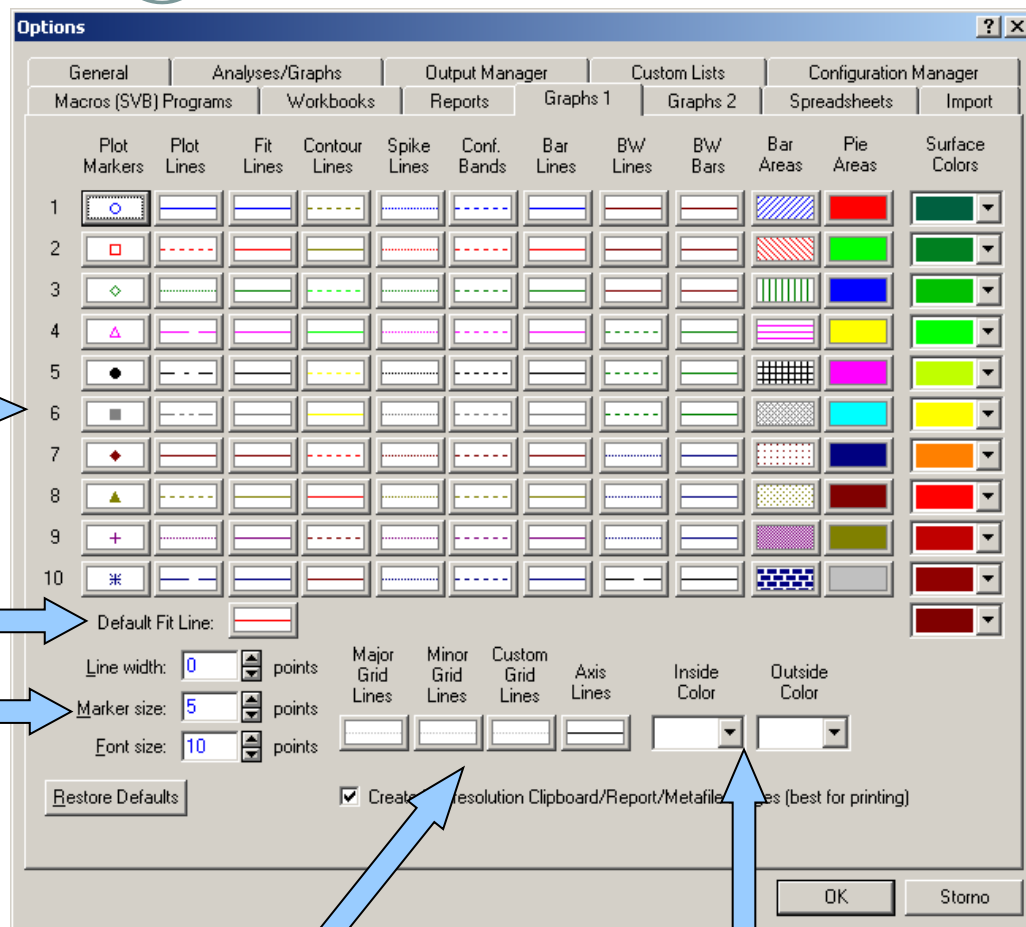 Options
General Analyses/Graphs Output Manager Custom Lists Configuration Manager
Macros (SVB) Programs Workbooks Reports Graphs 1 Graphs 2 Spreadsheets Import
Plot Markers Plot Lines Fit Lines Contour Lines Spike Lines Conf. Bands Bar Lines BW Lines BW Bars Bar Areas Pie Areas Surface Colors
1
2
3
4
5
6
7
8
9
10
Default Fit Line:
Line width: 0 points
Marker size: 5 points
Font size: 10 points
Major Grid Lines Minor Grid Lines Custom Grid Lines Axis Lines Inside Color Outside Color
Restore Defaults
Create resolution Clipboard/Report/Metafile (best for printing)
OK Storno